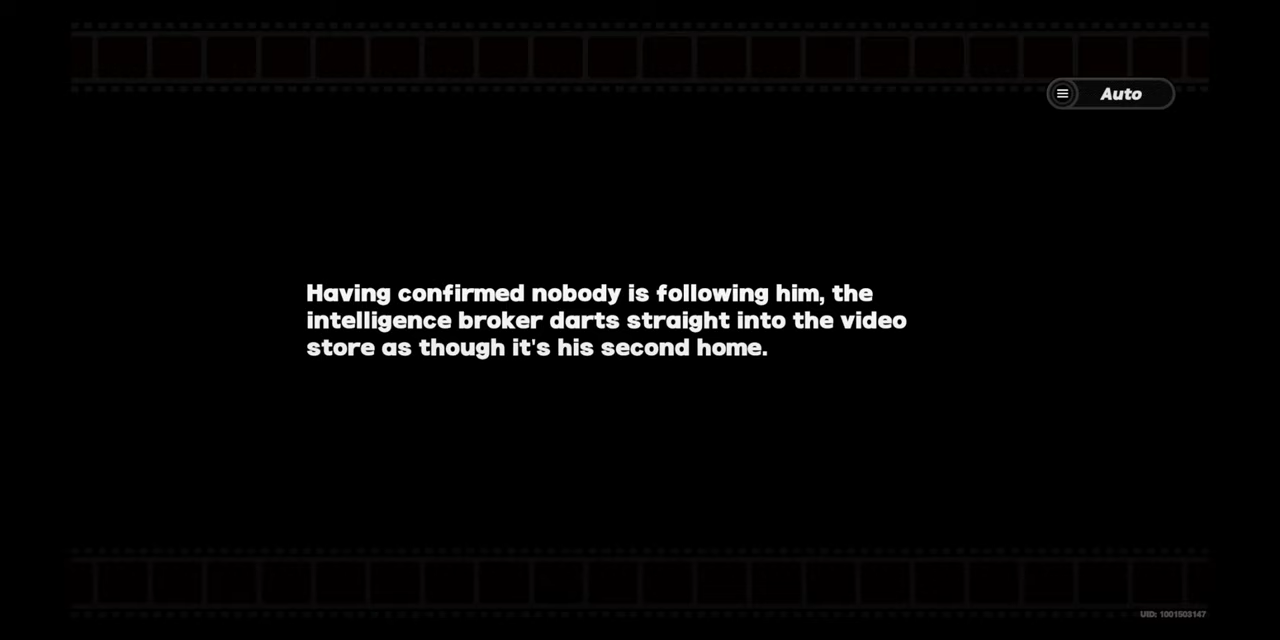 Auto
Having confirmed nobody is following him, the
intelligence broker darts straight into the video
store as though it's his second home.
UID: 1001503147